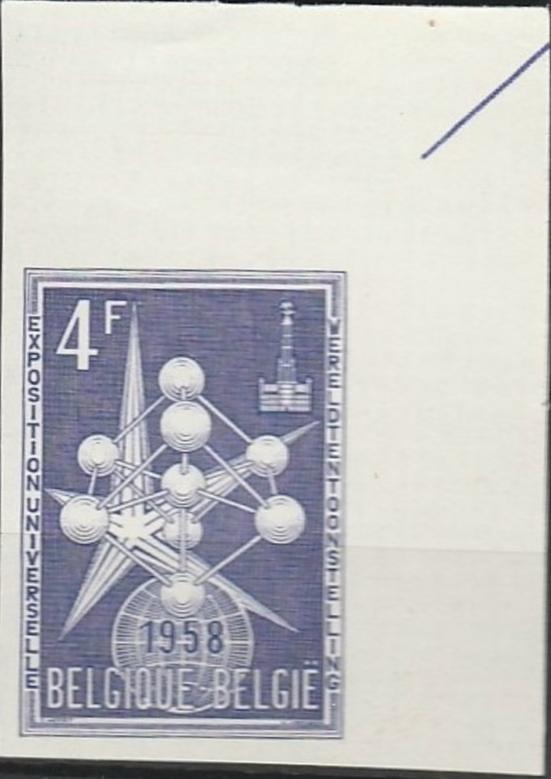 4F
EXPOSITION UNIVERSELLE
WERELDTENTOONSTELLING
1958
BELGIQUE-BELGIË